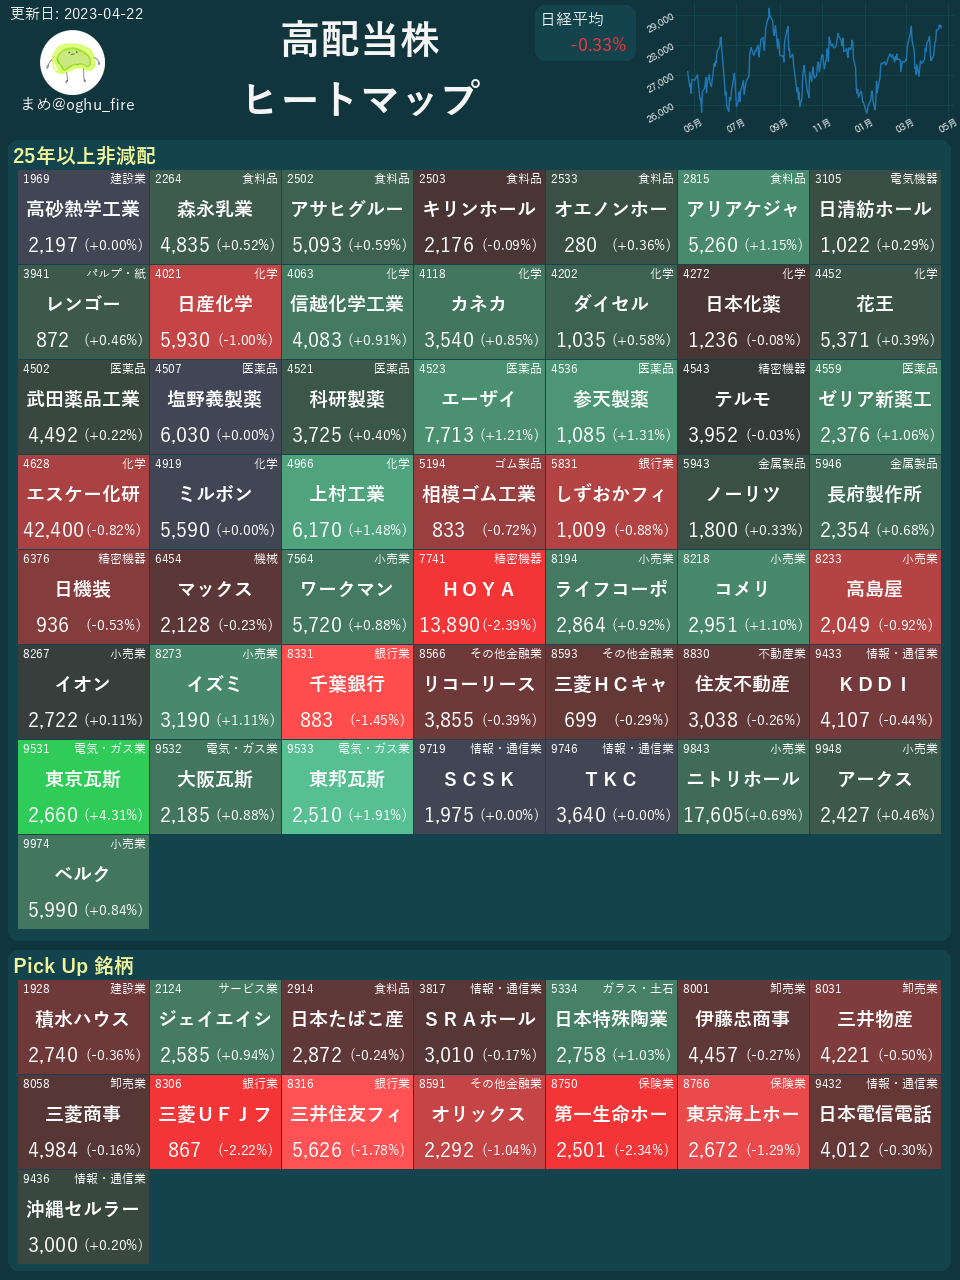 更新日: 2023-04-22
まめ@oghu_fire
高配当株
ヒートマップ
日経平均
-0.33%
29,000
28,000
27,000
26,000
05月 07月 09月 11月 01月 03月 05月
25年以上非減配
1969 建設業 2264 食料品 2502 食料品 2503 食料品 2533 食料品 2815 食料品 3105 電気機器
高砂熱学工業 森永乳業 アサヒグルー キリンホール オエノンホー アリアケジャ 日清紡ホール
2,197 (+0.00%) 4,835 (+0.52%) 5,093 (+0.59%) 2,176 (-0.09%) 280 (+0.36%) 5,260 (+1.15%) 1,022 (+0.29%)
3941 パルプ・紙 4021 化学 4063 化学 4118 化学 4202 化学 4272 化学 4452 化学
レンゴー 日産化学 信越化学工業 カネカ ダイセル 日本化薬 花王
872 (+0.46%) 5,930 (-1.00%) 4,083 (+0.91%) 3,540 (+0.85%) 1,035 (+0.58%) 1,236 (-0.08%) 5,371 (+0.39%)
4502 医薬品 4507 医薬品 4521 医薬品 4523 医薬品 4536 医薬品 4543 精密機器 4559 医薬品
武田薬品工業 塩野義製薬 科研製薬 エーザイ 参天製薬 テルモ ゼリア新薬工
4,492 (+0.22%) 6,030 (+0.00%) 3,725 (+0.40%) 7,713 (+1.21%) 1,085 (+1.31%) 3,952 (-0.03%) 2,376 (+1.06%)
4628 化学 4919 化学 4966 化学 5194 ゴム製品 5831 銀行業 5943 金属製品 5946 金属製品
エスケー化研 ミルボン 上村工業 相模ゴム工業 しずおかフィ ノーリツ 長府製作所
42,400(-0.82%) 5,590 (+0.00%) 6,170 (+1.48%) 833 (-0.72%) 1,009 (-0.88%) 1,800 (+0.33%) 2,354 (+0.68%)
6376 精密機器 6454 機械 7564 小売業 7741 精密機器 8194 小売業 8218 小売業 8233 小売業
日機装 マックス ワークマン ＨＯＹＡ ライフコーポ コメリ 高島屋
936 (-0.53%) 2,128 (-0.23%) 5,720 (+0.88%) 13,890(-2.39%) 2,864 (+0.92%) 2,951 (+1.10%) 2,049 (-0.92%)
8267 小売業 8273 小売業 8331 銀行業 8566 その他金融業 8593 その他金融業 8830 不動産業 9433 情報・通信業
イオン イズミ 千葉銀行 リコーリース 三菱ＨＣキャ 住友不動産 ＫＤＤＩ
2,722 (+0.11%) 3,190 (+1.11%) 883 (-1.45%) 3,855 (-0.39%) 699 (-0.29%) 3,038 (-0.26%) 4,107 (-0.44%)
9531 電気・ガス業 9532 電気・ガス業 9533 電気・ガス業 9719 情報・通信業 9746 情報・通信業 9843 小売業 9948 小売業
東京瓦斯 大阪瓦斯 東邦瓦斯 ＳＣＳＫ ＴＫＣ ニトリホール アークス
2,660 (+4.31%) 2,185 (+0.88%) 2,510 (+1.91%) 1,975 (+0.00%) 3,640 (+0.00%) 17,605(+0.69%) 2,427 (+0.46%)
9974 小売業
ベルク
5,990 (+0.84%)
Pick Up 銘柄
1928 建設業 2124 サービス業 2914 食料品 3817 情報・通信業 5334 ガラス・土石 8001 卸売業 8031 卸売業
積水ハウス ジェイエイシ 日本たばこ産 ＳＲＡホール 日本特殊陶業 伊藤忠商事 三井物産
2,740 (-0.36%) 2,585 (+0.94%) 2,872 (-0.24%) 3,010 (-0.17%) 2,758 (+1.03%) 4,457 (-0.27%) 4,221 (-0.50%)
8058 卸売業 8306 銀行業 8316 銀行業 8591 その他金融業 8750 保険業 8766 保険業 9432 情報・通信業
三菱商事 三菱ＵＦＪフ 三井住友フィ オリックス 第一生命ホー 東京海上ホー 日本電信電話
4,984 (-0.16%) 867 (-2.22%) 5,626 (-1.78%) 2,292 (-1.04%) 2,501 (-2.34%) 2,672 (-1.29%) 4,012 (-0.30%)
9436 情報・通信業
沖縄セルラー
3,000 (+0.20%)